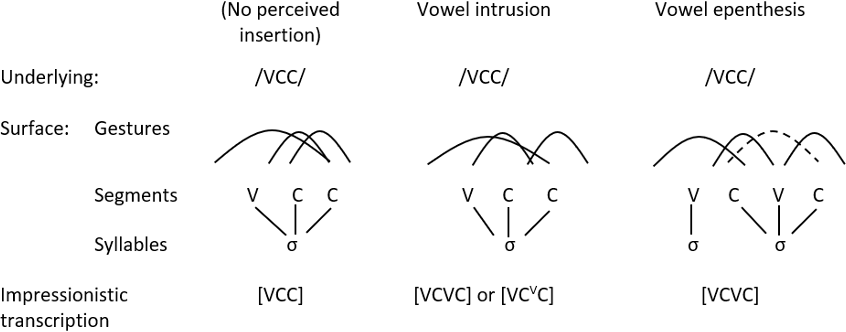 (No perceived Vowel intrusion Vowel epenthesis
insertion)
Underlying: /VCC/ /VCC/ /VCC/
Surface: Gestures
Segments V C C V C C V C V C
Syllables σ σ σ σ
Impressionistic [VCC] [VCVC] or [VCⱽC] [VCVC]
transcription